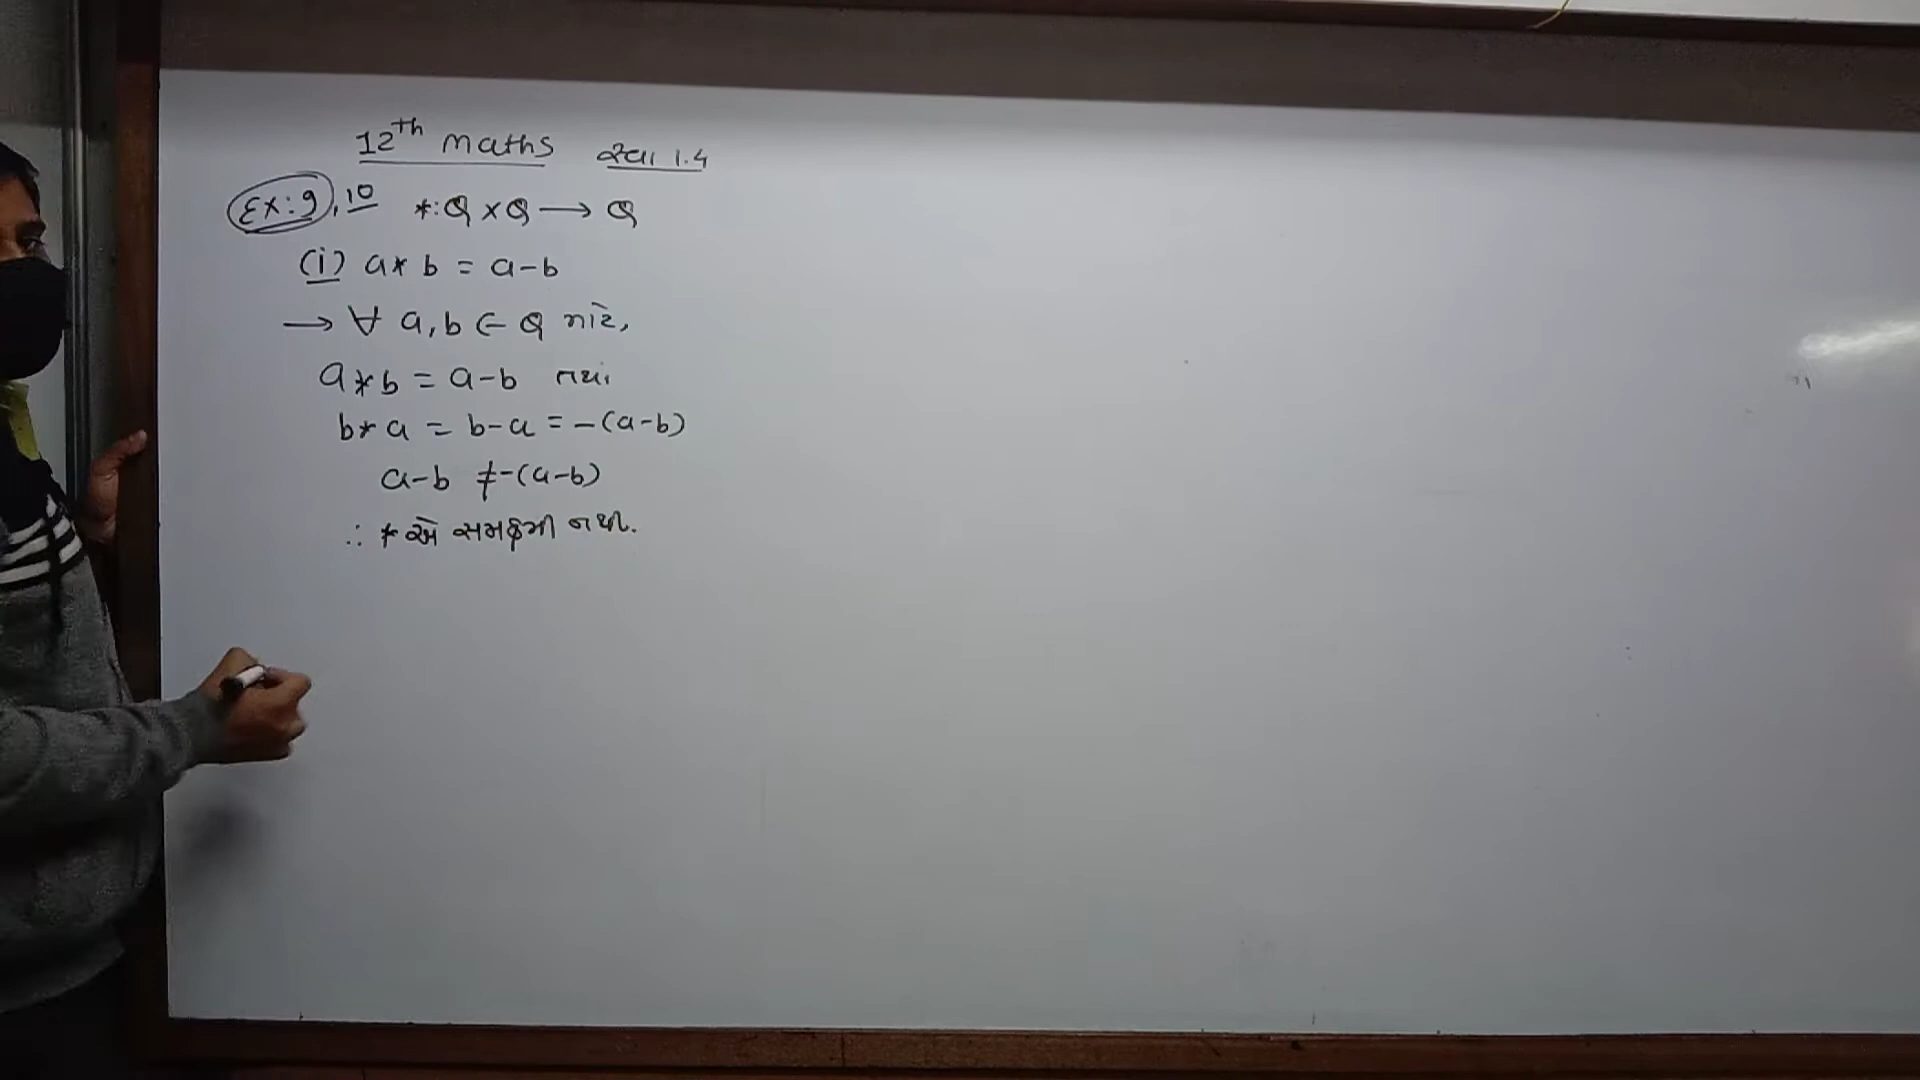 12th maths સ્વા 1.4
Ex:9, 10 *: Q × Q → Q
(i) a * b = a-b
→ ∀ a, b ∈ Q માટે,
a * b = a-b તથા
b * a = b-a = -(a-b)
a-b ≠ -(a-b)
∴ * એ સમક્રમી નથી.